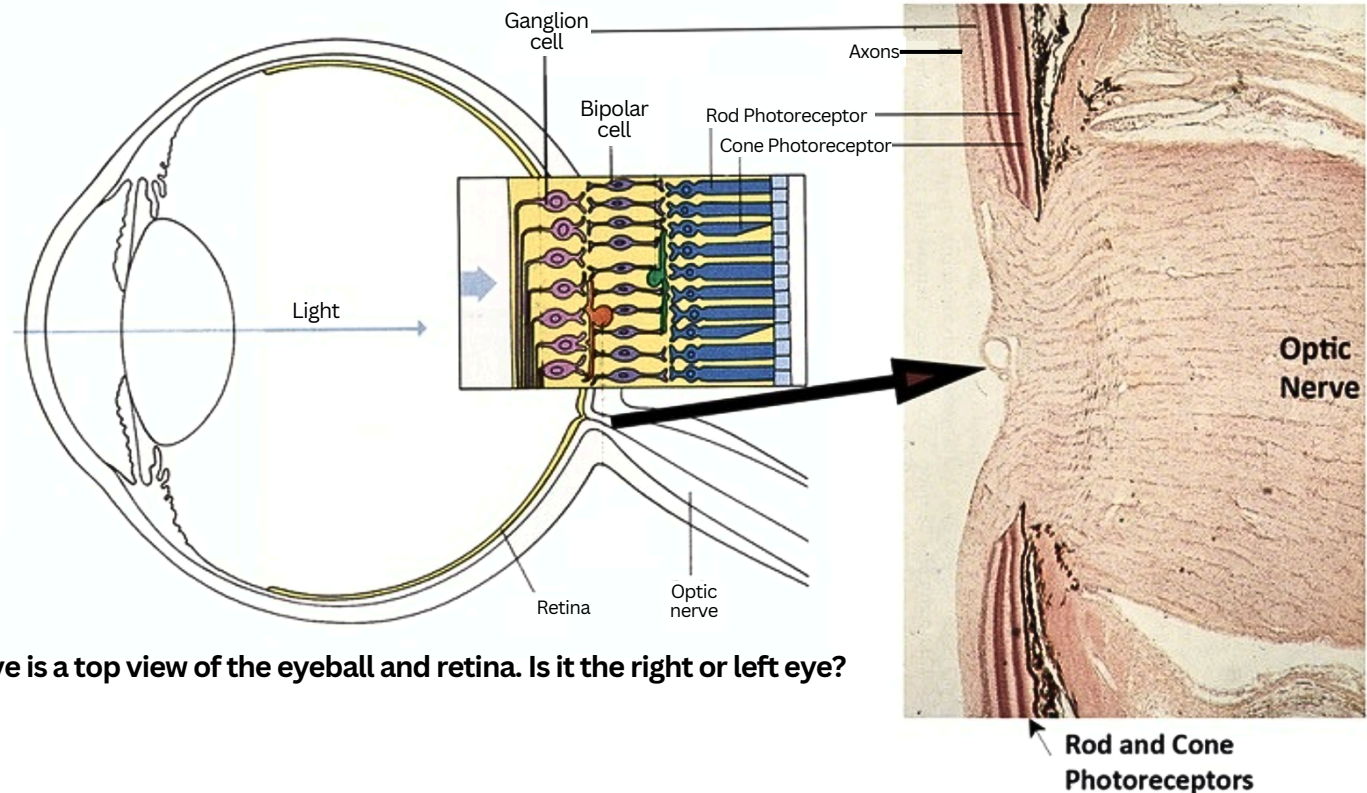 Ganglion
cell
Axons
Bipolar
cell
Rod Photoreceptor
Cone Photoreceptor
Light
Optic
Nerve
Retina
Optic
nerve
ve is a top view of the eyeball and retina. Is it the right or left eye?
Rod and Cone
Photoreceptors